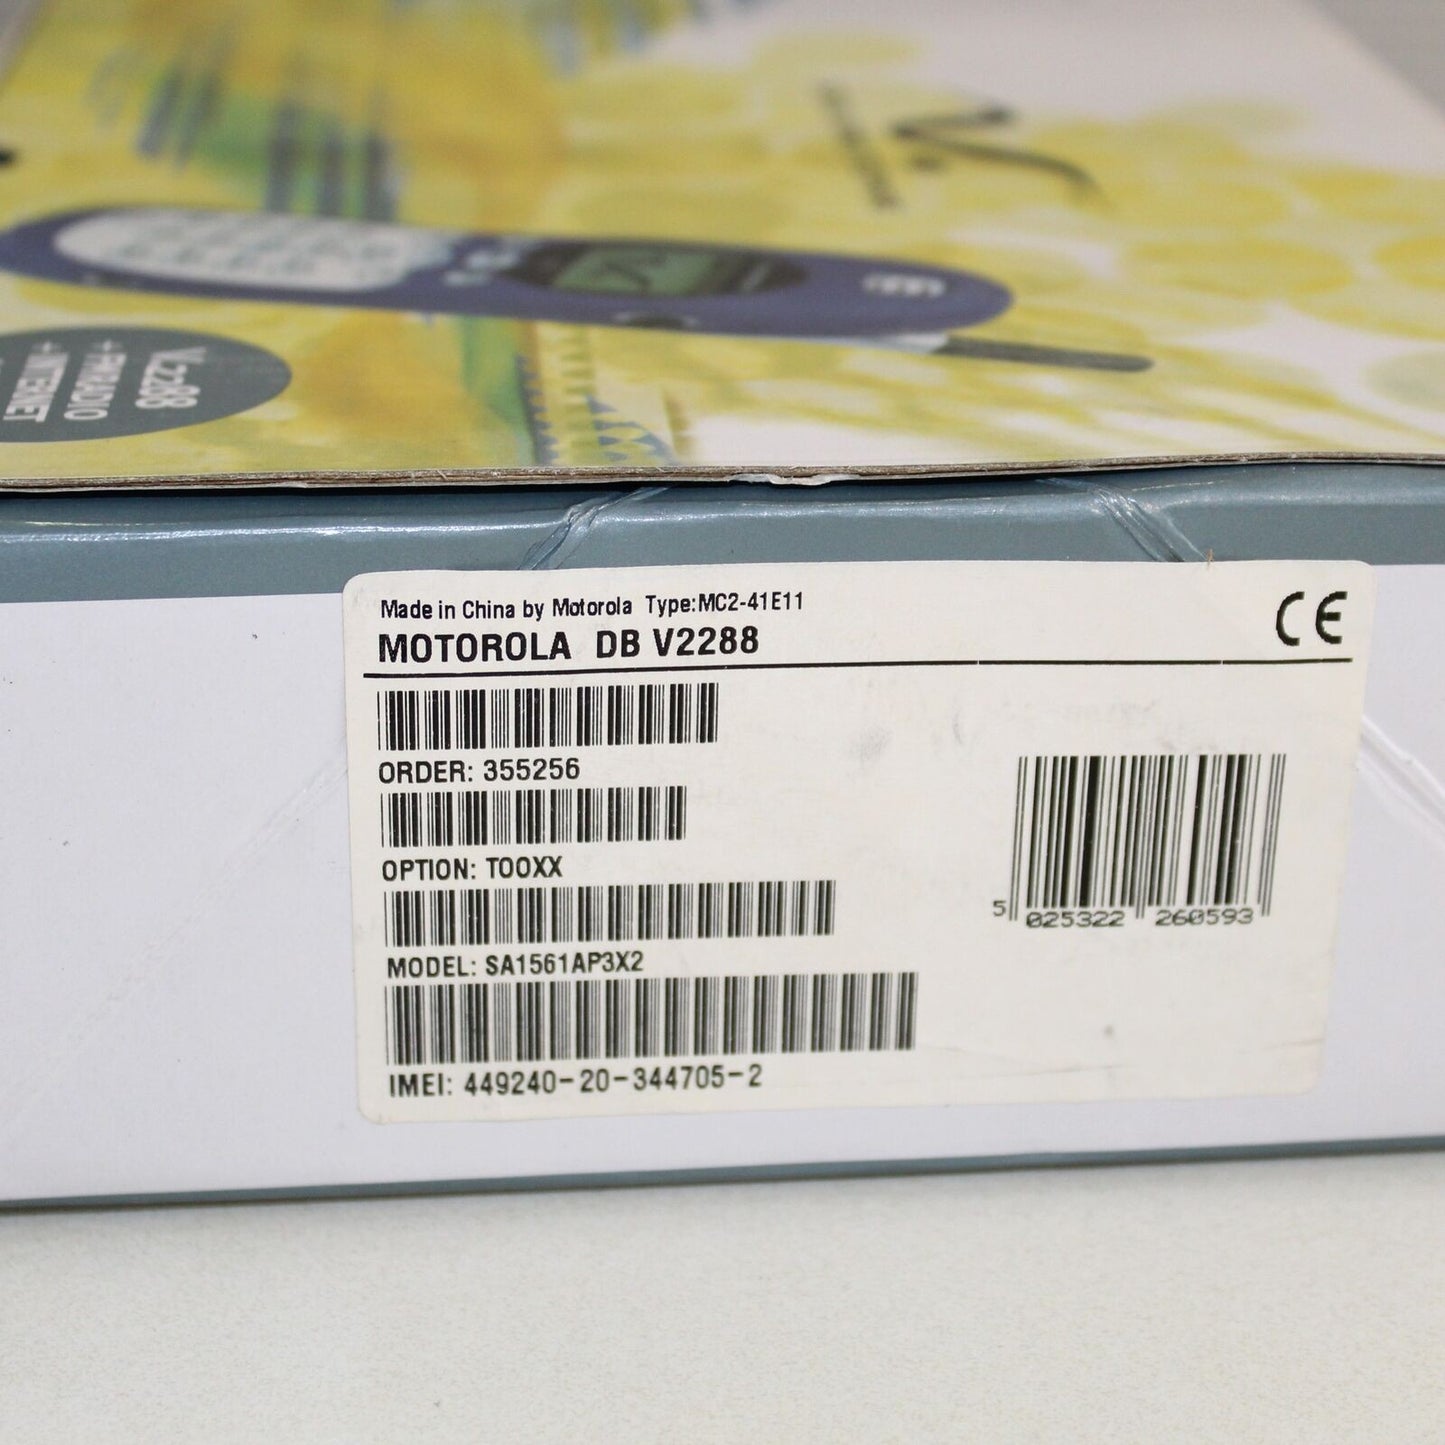 V.2288
+FM RADIO
+INTERNET
Made in China by Motorola Type:MC2-41E11
MOTOROLA DB V2288
CE
ORDER: 355256
OPTION: TOOXX
MODEL: SA1561AP3X2
IMEI: 449240-20-344705-2
5 025322 260593